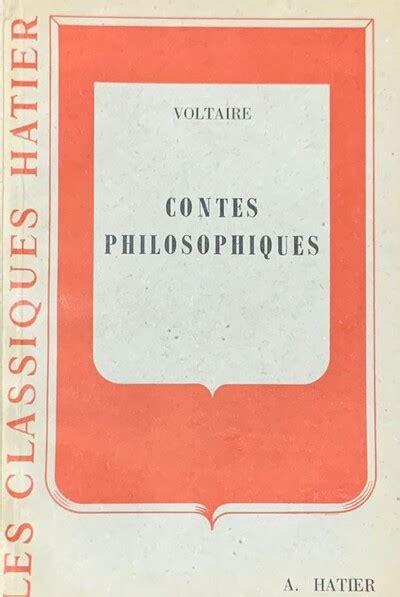 LES CLASSIQUES HATIER
VOLTAIRE
CONTES
PHILOSOPHIQUES
A. HATIER